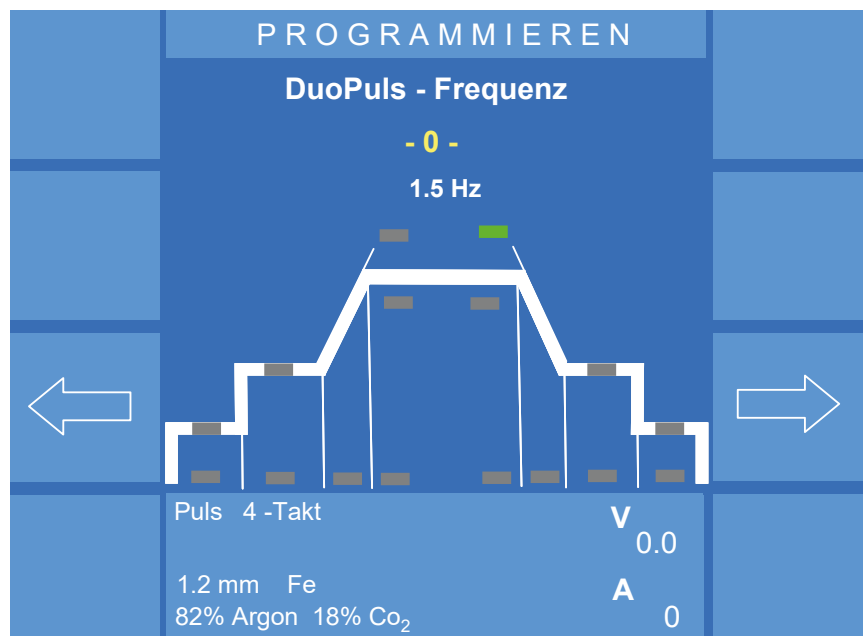 PROGRAMMIEREN
DuoPuls - Frequenz
- 0 -
1.5 Hz
Puls 4 -Takt
V
0.0
1.2 mm Fe
A
82% Argon 18% Co₂
0